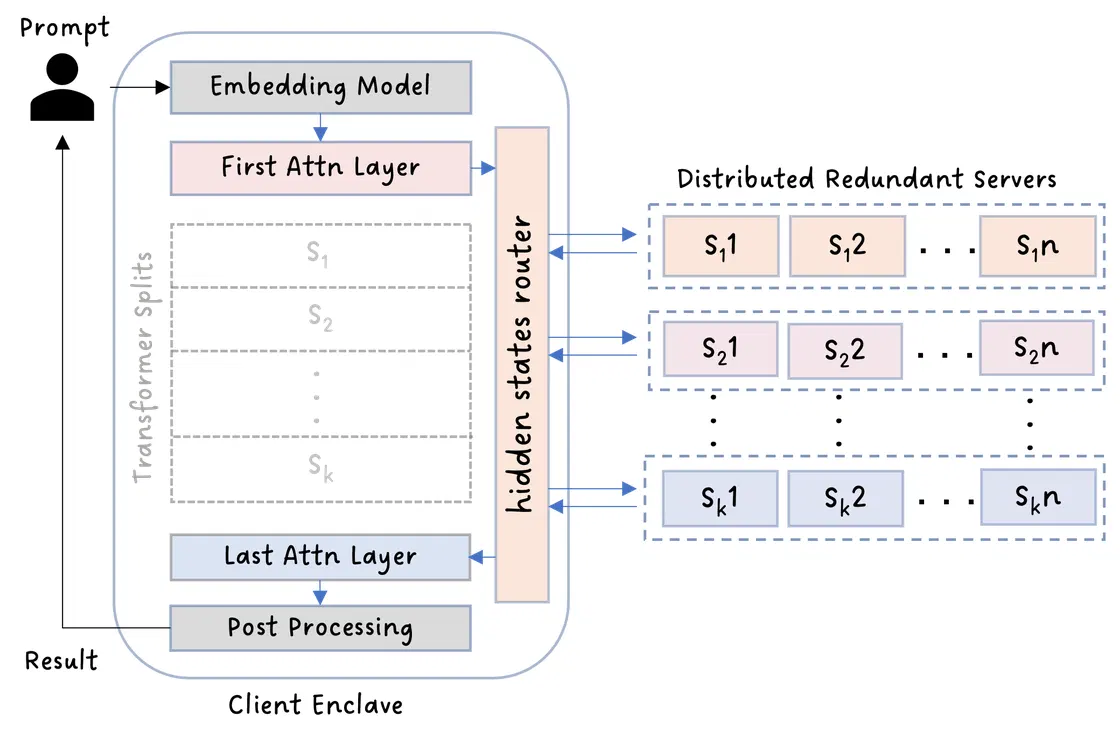 Prompt
Embedding Model
First Attn Layer
Transformer Splits
S₁
S₂
Sₖ
hidden states router
Last Attn Layer
Post Processing
Result
Client Enclave
Distributed Redundant Servers
S₁1 S₁2 . . . S₁n
S₂1 S₂2 . . . S₂n
Sₖ1 Sₖ2 . . . Sₖn